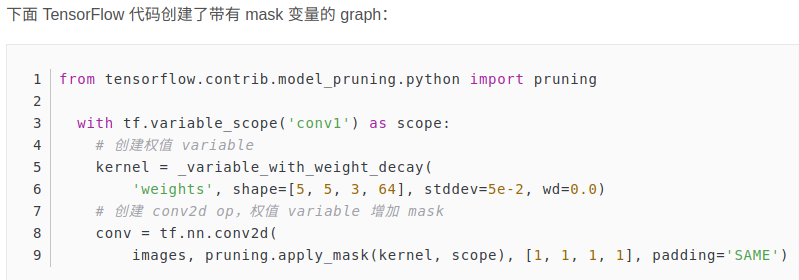 下面 TensorFlow 代码创建了带有 mask 变量的 graph：
1 from tensorflow.contrib.model_pruning.python import pruning
2
3   with tf.variable_scope('conv1') as scope:
4     # 创建权值 variable
5     kernel = _variable_with_weight_decay(
6         'weights', shape=[5, 5, 3, 64], stddev=5e-2, wd=0.0)
7     # 创建 conv2d op，权值 variable 增加 mask
8     conv = tf.nn.conv2d(
9         images, pruning.apply_mask(kernel, scope), [1, 1, 1, 1], padding='SAME')